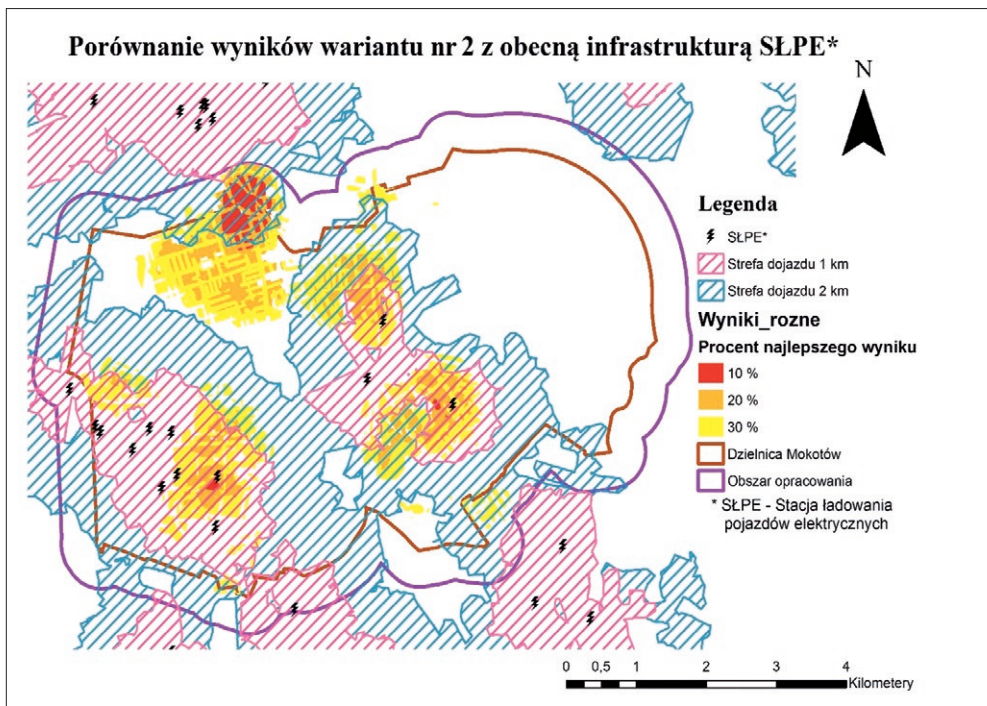 Porównanie wyników wariantu nr 2 z obecną infrastrukturą SŁPE*
N
Legenda
SŁPE*
Strefa dojazdu 1 km
Strefa dojazdu 2 km
Wyniki_rozne
Procent najlepszego wyniku
10 %
20 %
30 %
Dzielnica Mokotów
Obszar opracowania
* SŁPE - Stacja ładowania
pojazdów elektrycznych
0 0,5 1 2 3 4
Kilometery